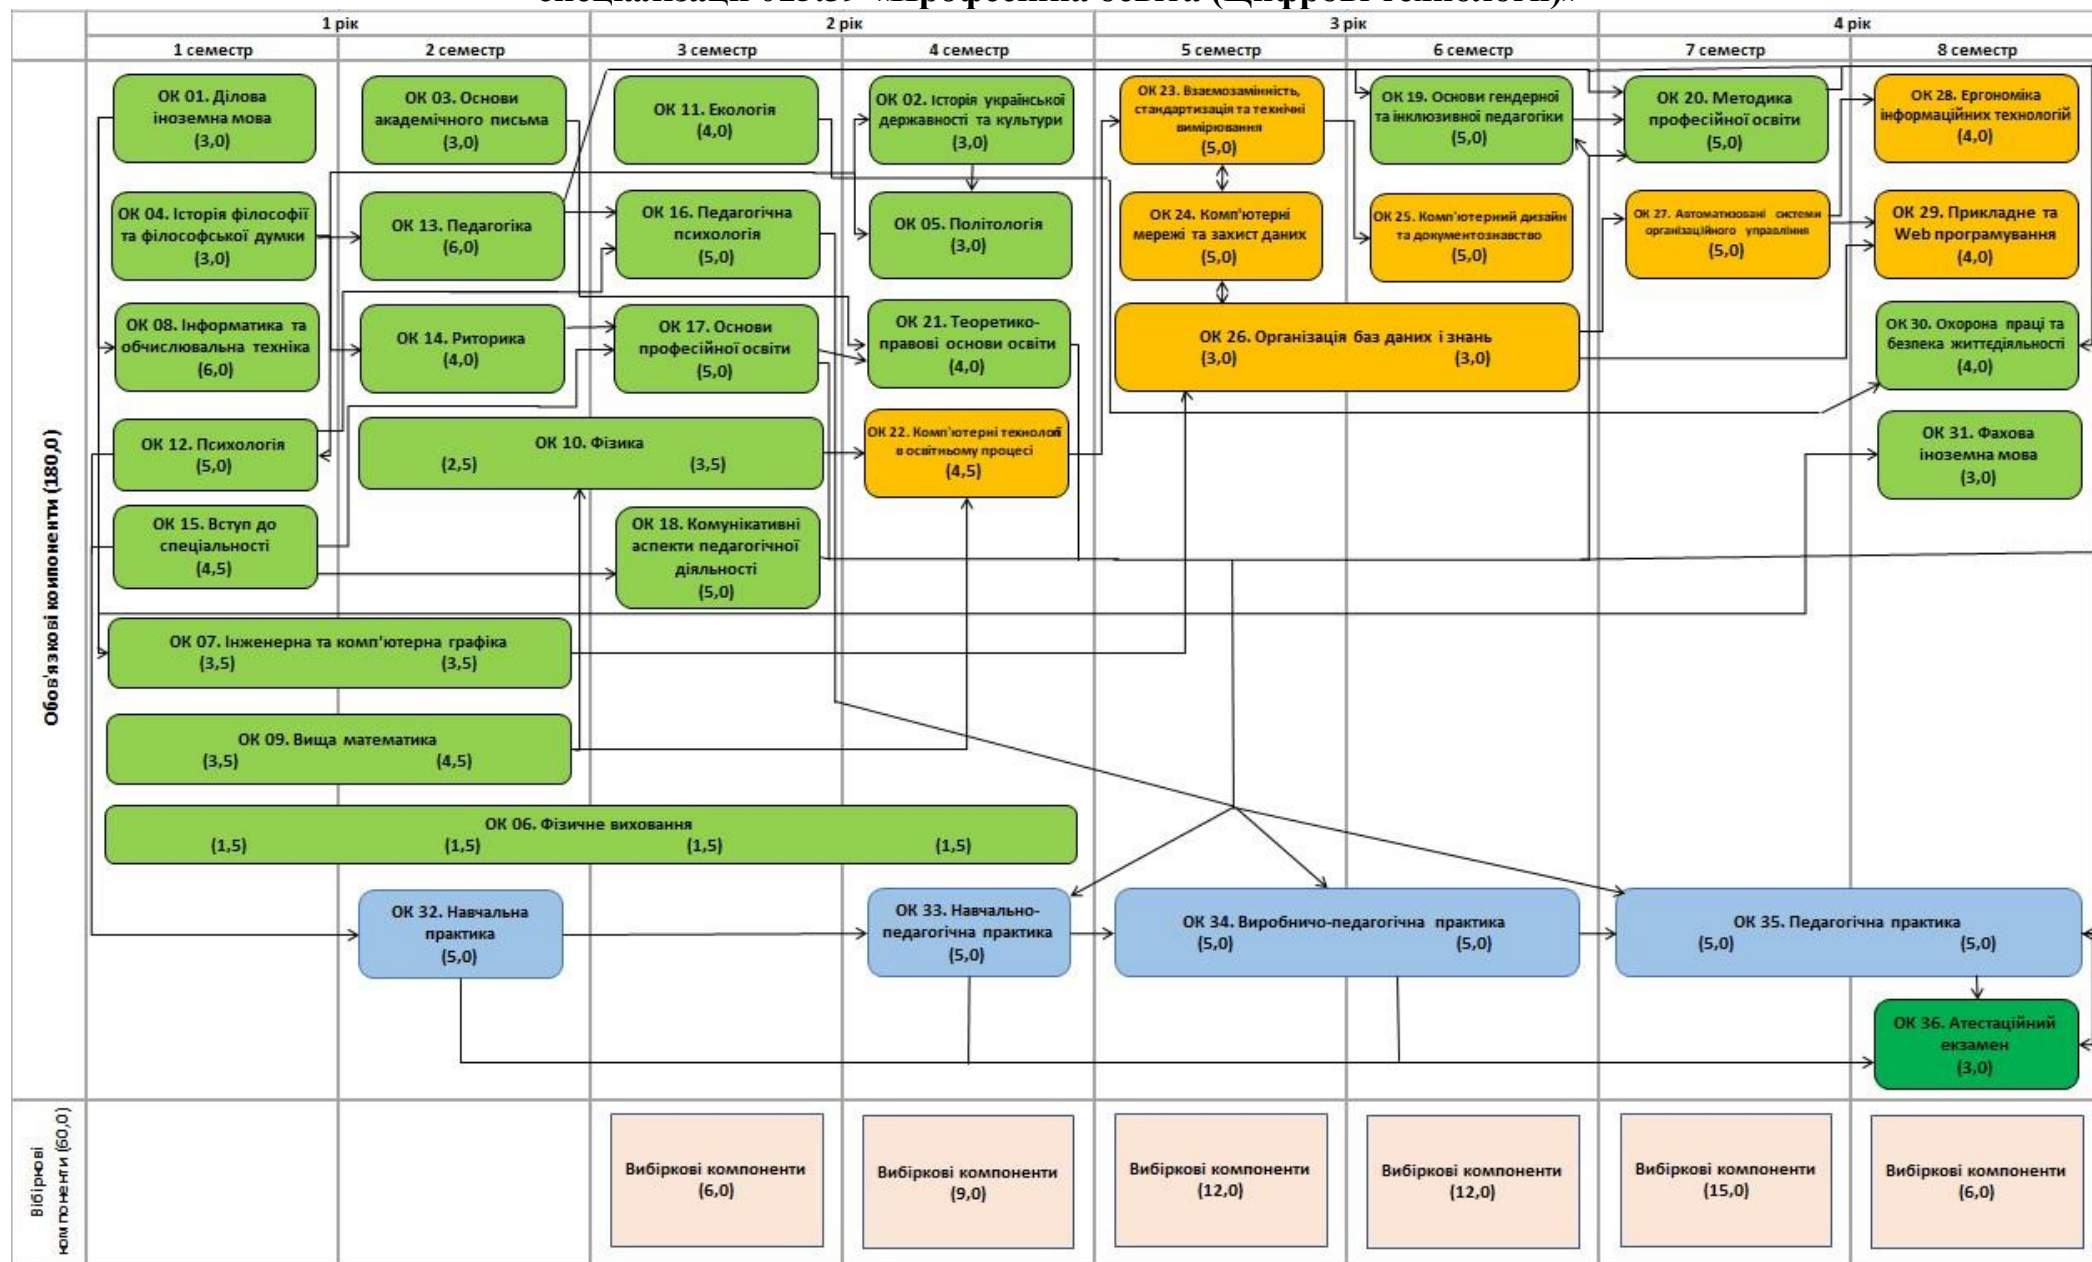 спеціалізації 015.39 «Професійна освіта (Цифрові технології)»
1 рік
2 рік
3 рік
4 рік
1 семестр
2 семестр
3 семестр
4 семестр
5 семестр
6 семестр
7 семестр
8 семестр
Обов'язкові компоненти (180,0)
ОК 01. Ділова
іноземна мова
(3,0)
ОК 03. Основи
академічного письма
(3,0)
ОК 11. Екологія
(4,0)
ОК 02. Історія української
державності та культури
(3,0)
ОК 23. Взаємозамінність,
стандартизація та технічні
вимірювання
(5,0)
ОК 19. Основи гендерної
та інклюзивної педагогіки
(5,0)
ОК 20. Методика
професійної освіти
(5,0)
ОК 28. Ергономіка
інформаційних технологій
(4,0)
ОК 04. Історія філософії
та філософської думки
(3,0)
ОК 13. Педагогіка
(6,0)
ОК 16. Педагогічна
психологія
(5,0)
ОК 05. Політологія
(3,0)
ОК 24. Комп'ютерні
мережі та захист даних
(5,0)
ОК 25. Комп'ютерний дизайн
та документознавство
(5,0)
ОК 27. Автоматизовані системи
організаційного управління
(5,0)
ОК 29. Прикладне та
Web програмування
(4,0)
ОК 08. Інформатика та
обчислювальна техніка
(6,0)
ОК 14. Риторика
(4,0)
ОК 17. Основи
професійної освіти
(5,0)
ОК 21. Теоретико-
правові основи освіти
(4,0)
ОК 26. Організація баз даних і знань
(3,0) (3,0)
ОК 30. Охорона праці та
безпека життєдіяльності
(4,0)
ОК 12. Психологія
(5,0)
ОК 10. Фізика
(2,5) (3,5)
ОК 22. Комп'ютерні технології
в освітньому процесі
(4,5)
ОК 31. Фахова
іноземна мова
(3,0)
ОК 15. Вступ до
спеціальності
(4,5)
ОК 18. Комунікативні
аспекти педагогічної
діяльності
(5,0)
ОК 07. Інженерна та комп'ютерна графіка
(3,5) (3,5)
ОК 09. Вища математика
(3,5) (4,5)
ОК 06. Фізичне виховання
(1,5) (1,5) (1,5) (1,5)
ОК 32. Навчальна
практика
(5,0)
ОК 33. Навчально-
педагогічна практика
(5,0)
ОК 34. Виробничо-педагогічна практика
(5,0) (5,0)
ОК 35. Педагогічна практика
(5,0) (5,0)
ОК 36. Атестаційний
екзамен
(3,0)
Вібірнові
компоненти (60,0)
Вибіркові компоненти
(6,0)
Вибіркові компоненти
(9,0)
Вибіркові компоненти
(12,0)
Вибіркові компоненти
(12,0)
Вибіркові компоненти
(15,0)
Вибіркові компоненти
(6,0)